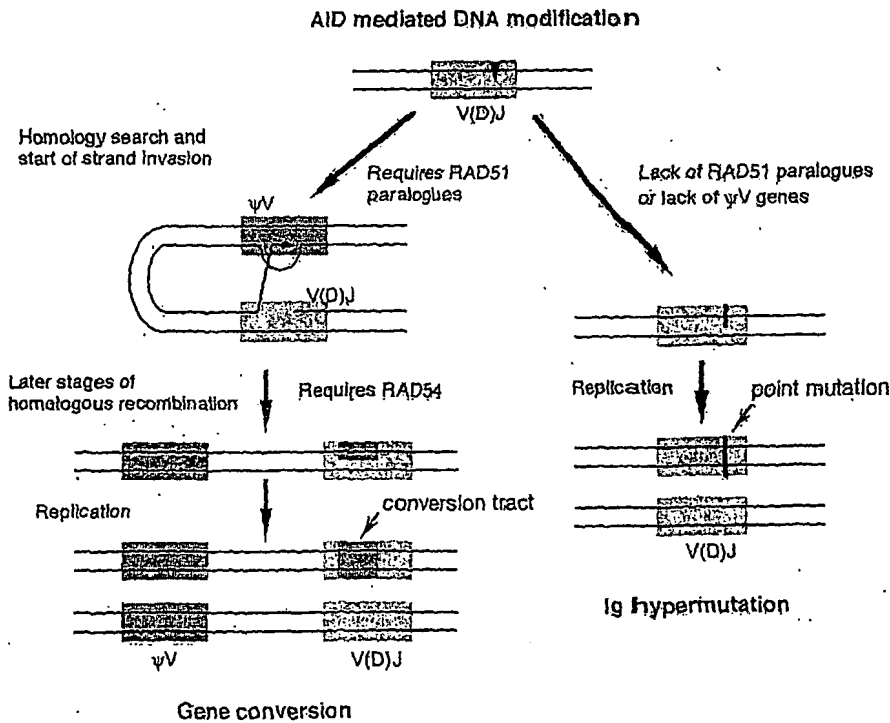 AID mediated DNA modification
V(D)J
Homology search and
start of strand invasion
Requires RAD51
paralogues
Lack of RAD51 paralogues
or lack of ψV genes
ψV
V(D)J
Later stages of
homologous recombination
Requires RAD54
Replication
point mutation
Replication
conversion tract
V(D)J
Ig hypermutation
ψV
V(D)J
Gene conversion